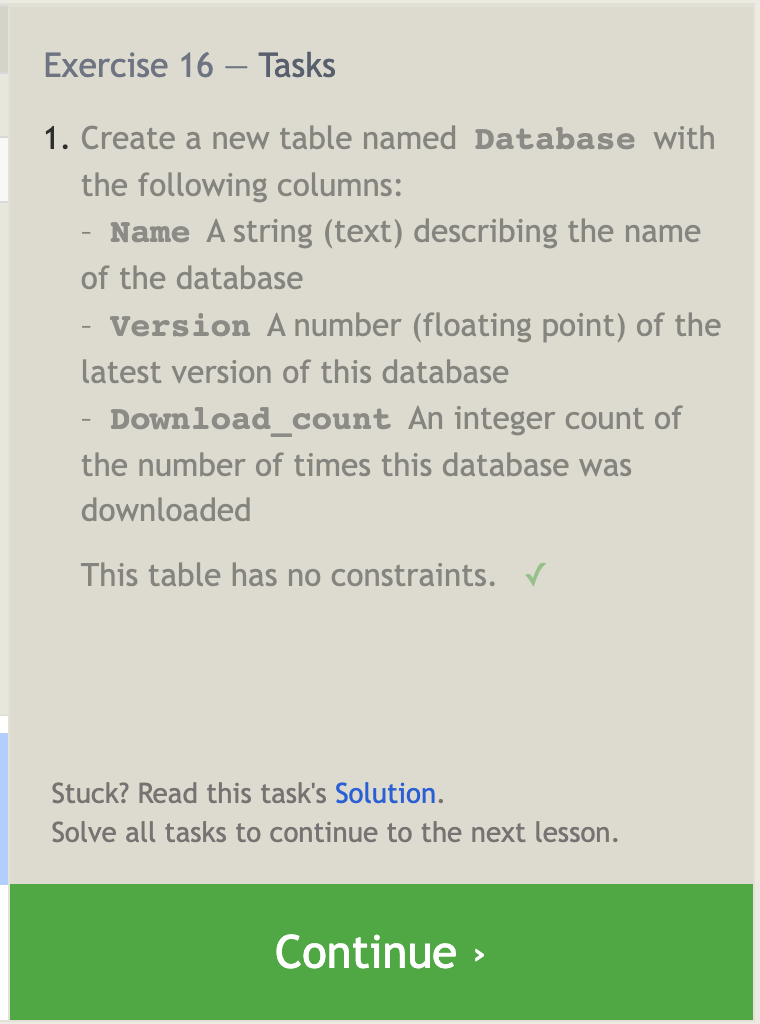 Exercise 16 — Tasks
1. Create a new table named Database with
the following columns:
– Name A string (text) describing the name
of the database
– Version A number (floating point) of the
latest version of this database
– Download_count An integer count of
the number of times this database was
downloaded
This table has no constraints. ✓
Stuck? Read this task's Solution.
Solve all tasks to continue to the next lesson.
Continue ›